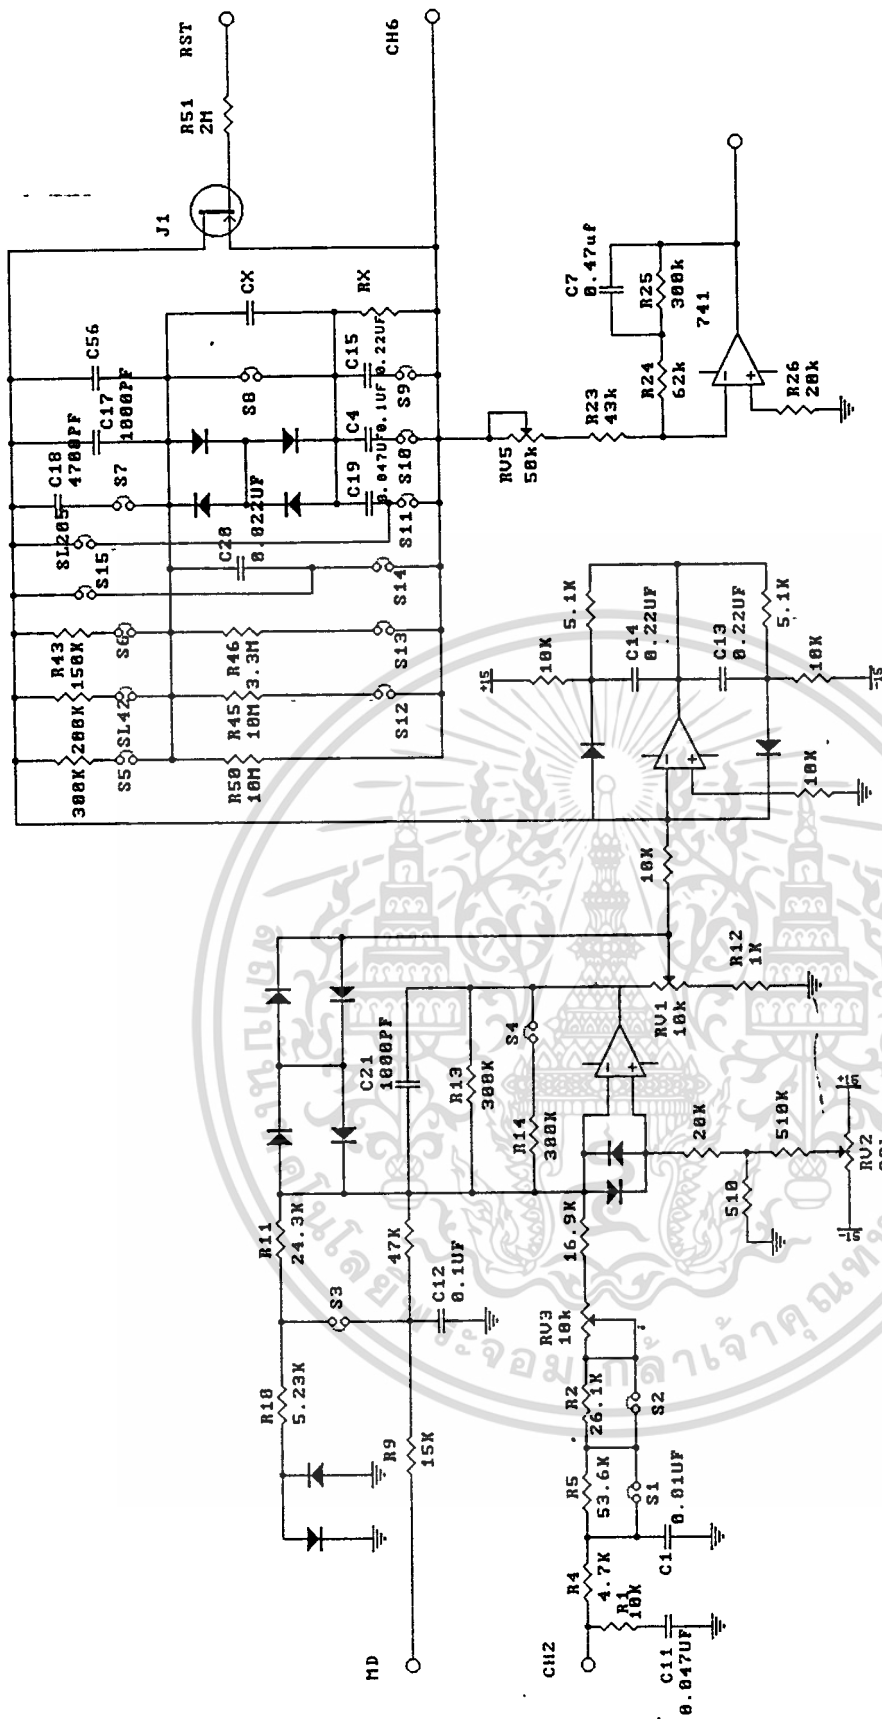 RST
R51
2M
J1
CH6
C56
CX
RX
C17
1000PF
S8
C15
0.22UF
S9
C18
4700PF
S7
C4
0.1UF
S10
C19
0.047UF
S11
SL205
S15
C20
0.022UF
S14
R43
150K
S6
R46
3.3M
S13
200K
SL42
R45
10M
S12
300K
S5
R50
10M
RV5
50k
R23
43k
R24
62k
R25
300k
C7
0.47uf
741
R26
20k
+15
10K
5.1K
C14
0.22UF
C13
0.22UF
5.1K
10K
-15
10K
10K
R11
24.3K
C21
1000PF
R13
300K
S4
R14
300K
RV1
10k
R12
1K
47K
C12
0.1UF
S3
R18
5.23K
R9
15K
MD
16.9K
RV3
10k
R2
26.1K
S2
R5
53.6K
S1
R4
4.7K
C1
0.01UF
R1
10K
C11
0.047UF
CH2
20K
510
510K
RV2
+15
-15